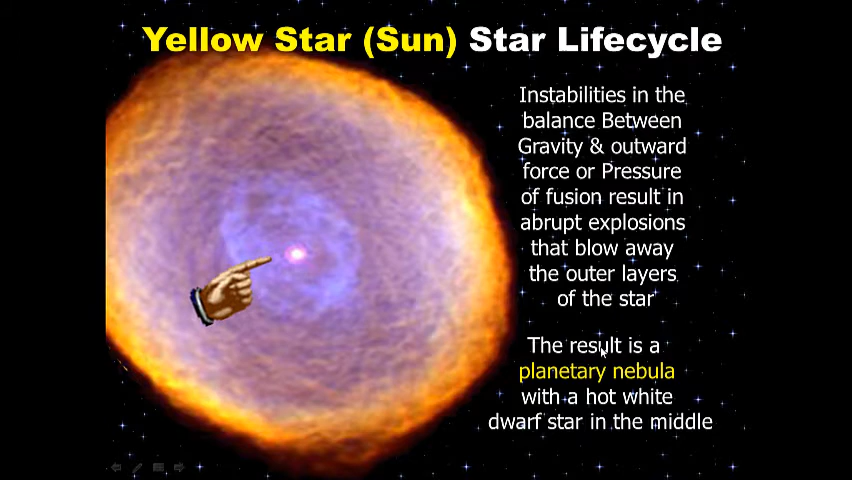 Yellow Star (Sun) Star Lifecycle
Instabilities in the
balance Between
Gravity & outward
force or Pressure
of fusion result in
abrupt explosions
that blow away
the outer layers
of the star
The result is a
planetary nebula
with a hot white
dwarf star in the middle